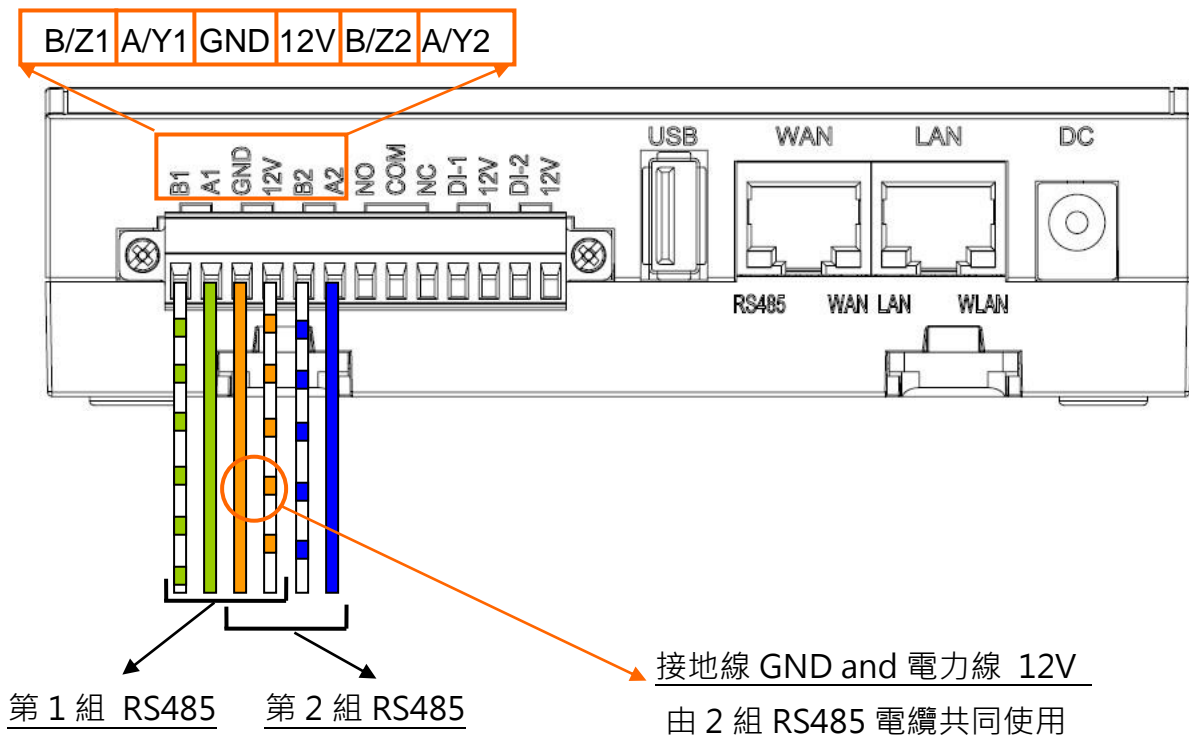 B/Z1 A/Y1 GND 12V B/Z2 A/Y2
B1 A1 GND 12V B2 A2 NO COM NC DI-1 12V DI-2 12V
USB WAN LAN DC
RS485 WAN LAN WLAN
第 1 組 RS485
第 2 組 RS485
接地線 GND and 電力線 12V
由 2 組 RS485 電纜共同使用